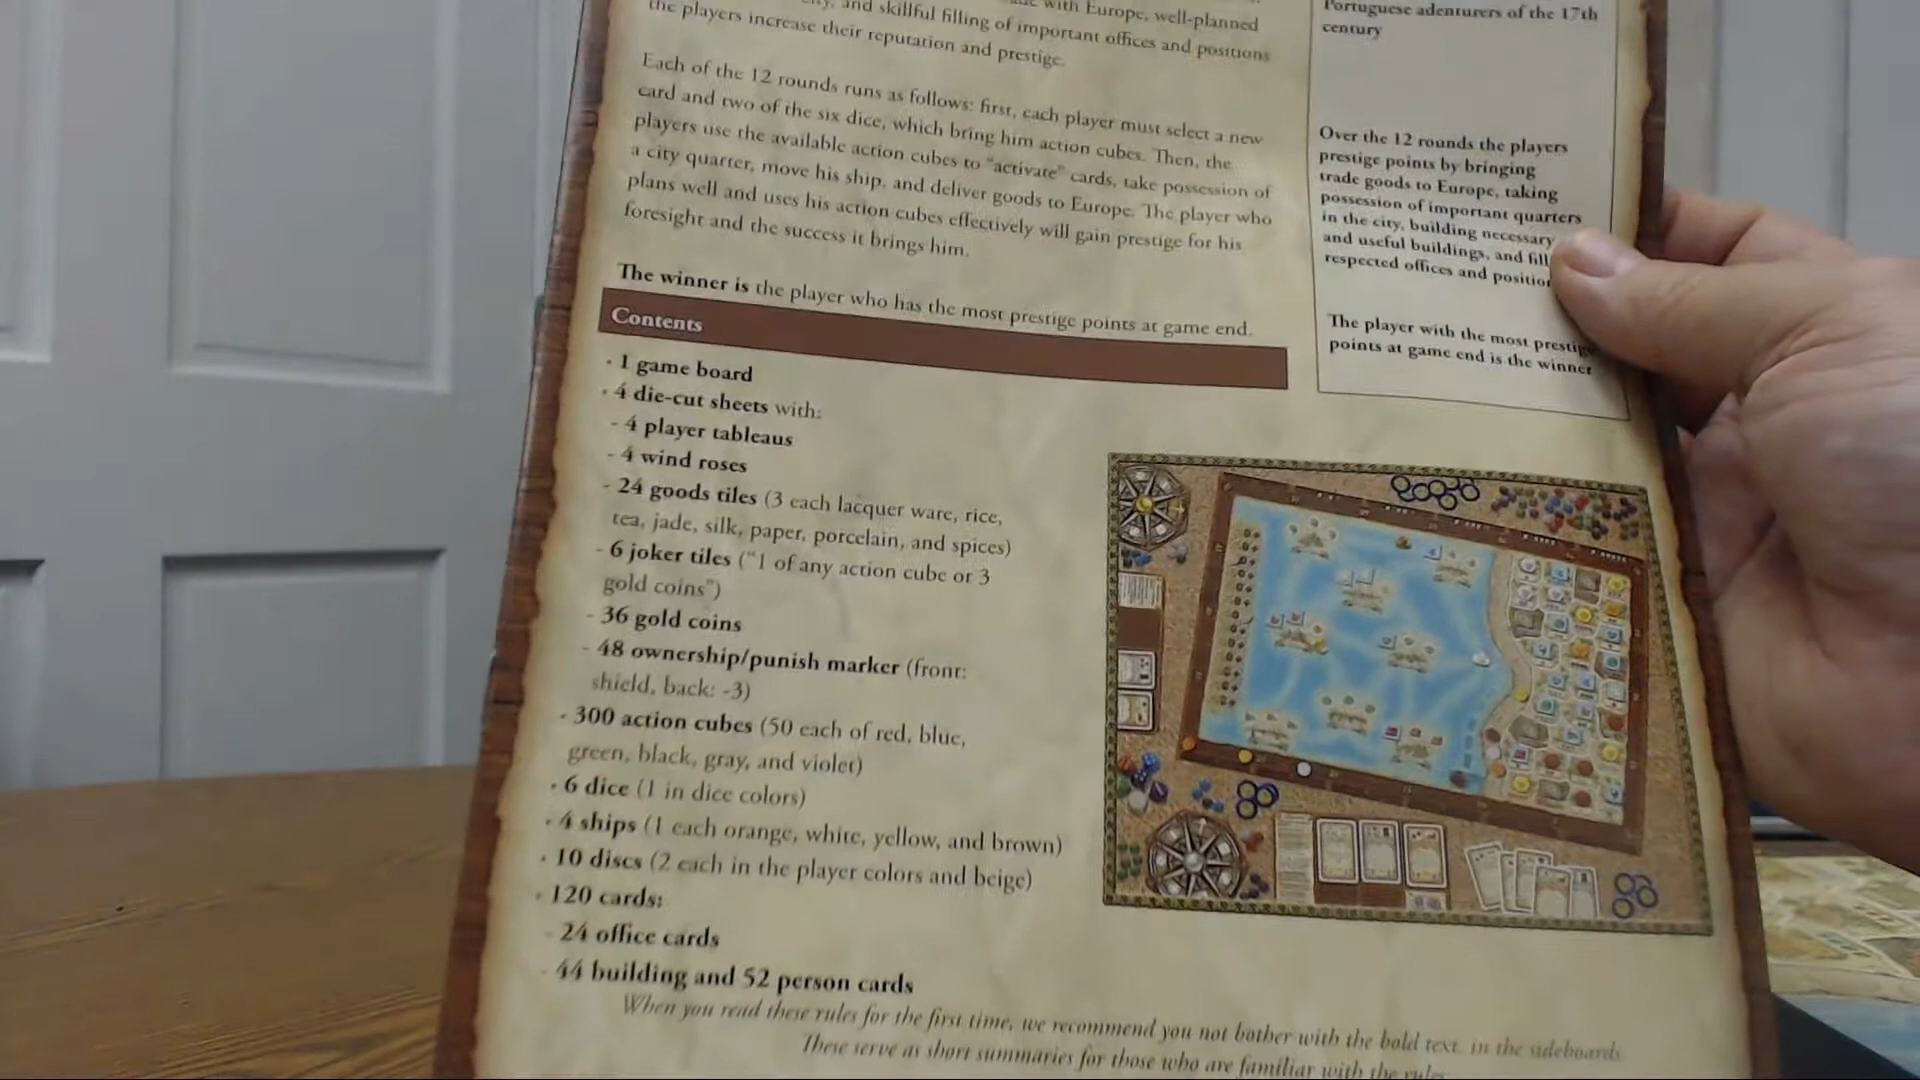 with Europe, well-planned
and skillful filling of important offices and positions
the players increase their reputation and prestige.
Each of the 12 rounds runs as follows: first, each player must select a new
card and two of the six dice, which bring him action cubes. Then, the
players use the available action cubes to "activate" cards, take possession of
a city quarter, move his ship, and deliver goods to Europe. The player who
plans well and uses his action cubes effectively will gain prestige for his
foresight and the success it brings him.
The winner is the player who has the most prestige points at game end.
Contents
· 1 game board
· 4 die-cut sheets with:
- 4 player tableaus
- 4 wind roses
- 24 goods tiles (3 each lacquer ware, rice,
tea, jade, silk, paper, porcelain, and spices)
- 6 joker tiles ("1 of any action cube or 3
gold coins")
- 36 gold coins
- 48 ownership/punish marker (front:
shield, back: -3)
· 300 action cubes (50 each of red, blue,
green, black, gray, and violet)
· 6 dice (1 in dice colors)
· 4 ships (1 each orange, white, yellow, and brown)
· 10 discs (2 each in the player colors and beige)
· 120 cards:
- 24 office cards
- 44 building and 52 person cards
When you read these rules for the first time, we recommend you not bother with the bold text. in the sideboards
These serve as short summaries for those who are familiar with the rules
Portuguese adenturers of the 17th
century
Over the 12 rounds the players
prestige points by bringing
trade goods to Europe, taking
possession of important quarters
in the city, building necessary
and useful buildings, and fill
respected offices and position
The player with the most prestige
points at game end is the winner